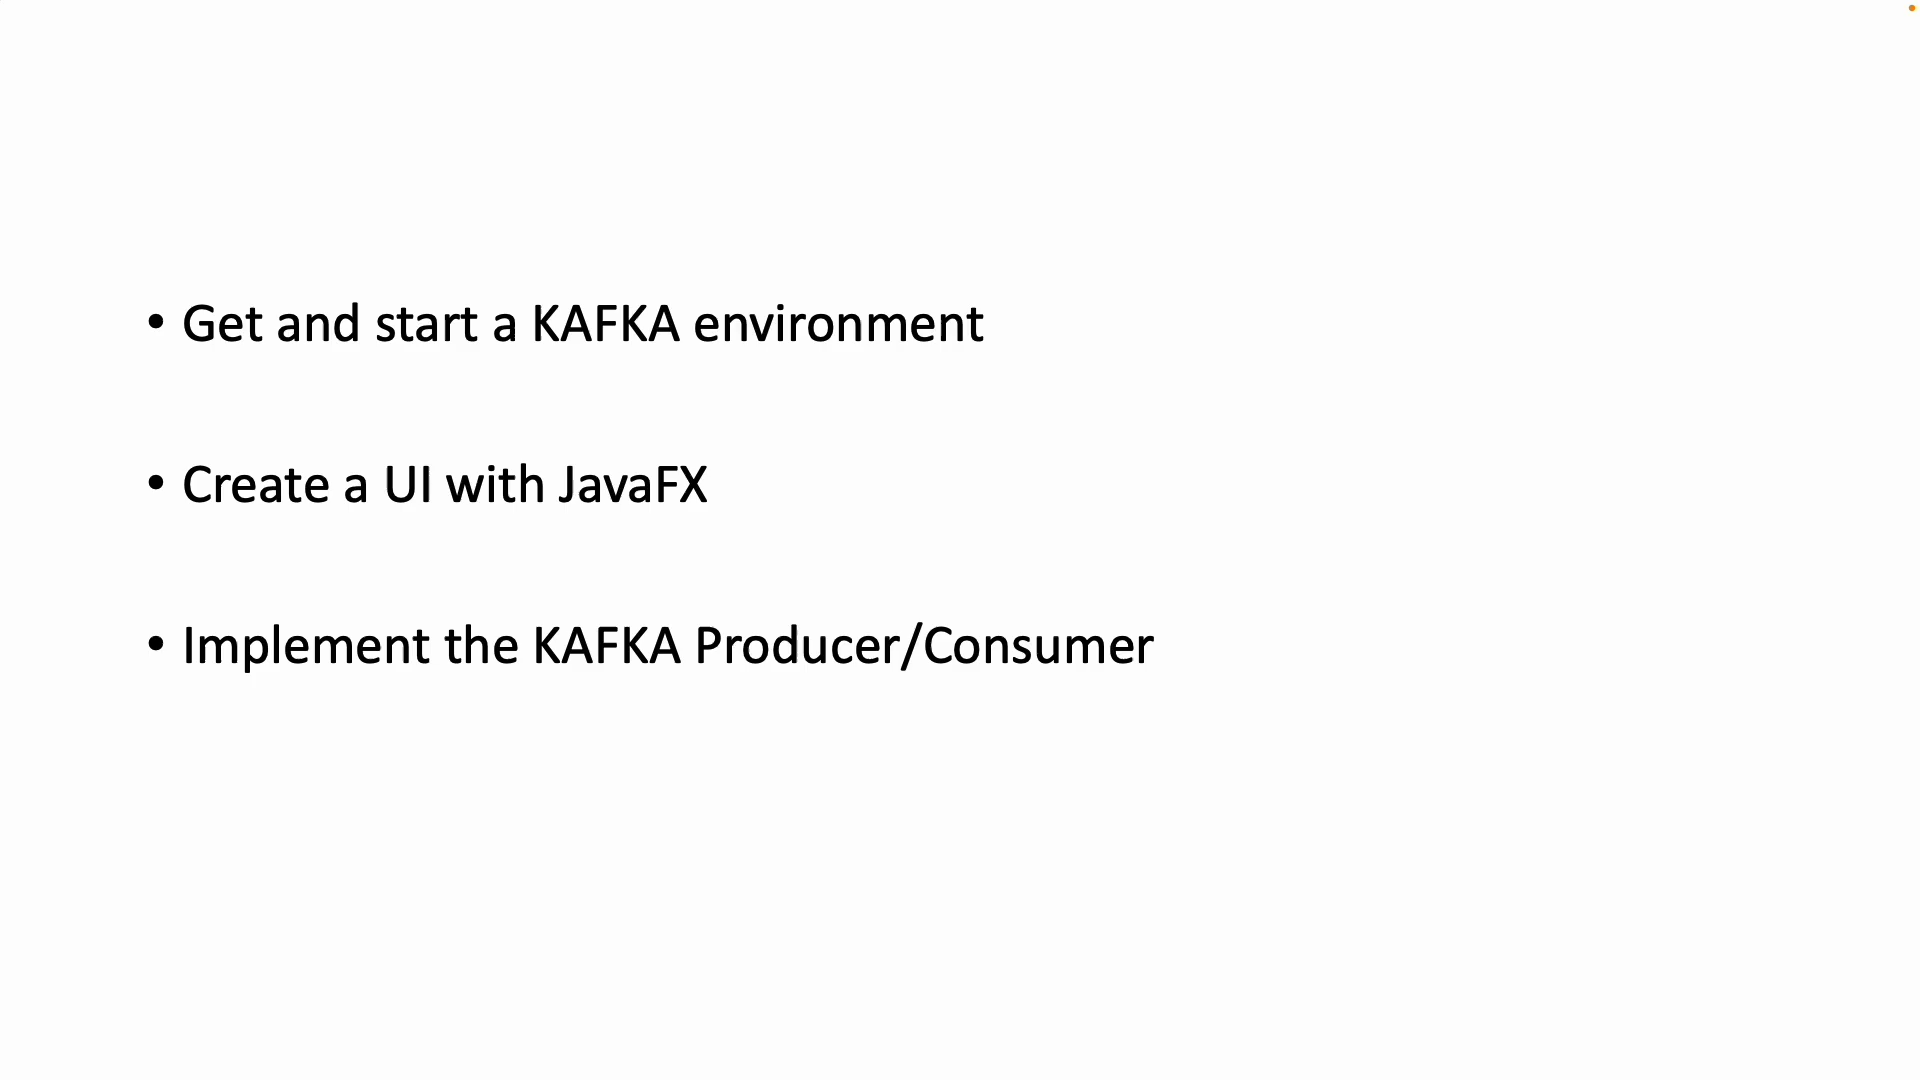 • Get and start a KAFKA environment
• Create a UI with JavaFX
• Implement the KAFKA Producer/Consumer